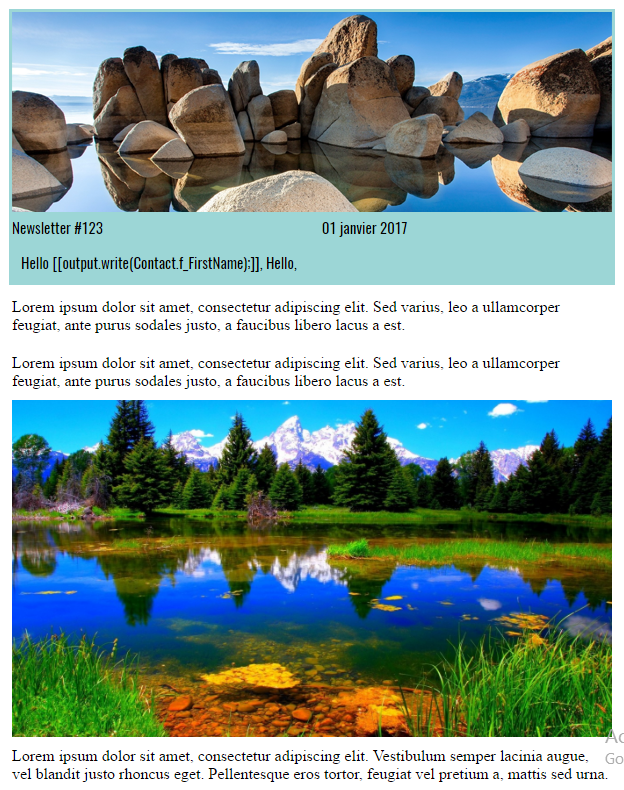 Newsletter #123 01 janvier 2017
Hello [[output.write(Contact.f_FirstName);]], Hello,
Lorem ipsum dolor sit amet, consectetur adipiscing elit. Sed varius, leo a ullamcorper
feugiat, ante purus sodales justo, a faucibus libero lacus a est.
Lorem ipsum dolor sit amet, consectetur adipiscing elit. Sed varius, leo a ullamcorper
feugiat, ante purus sodales justo, a faucibus libero lacus a est.
Ac
Go
Lorem ipsum dolor sit amet, consectetur adipiscing elit. Vestibulum semper lacinia augue,
vel blandit justo rhoncus eget. Pellentesque eros tortor, feugiat vel pretium a, mattis sed urna.